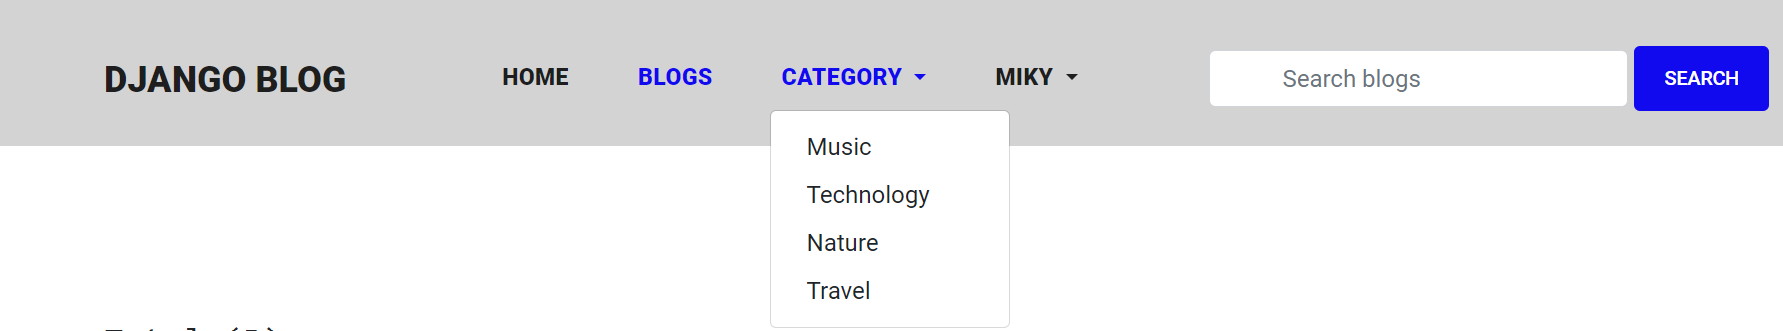 DJANGO BLOG
HOME
BLOGS
CATEGORY
MIKY
Search blogs
SEARCH
Music
Technology
Nature
Travel